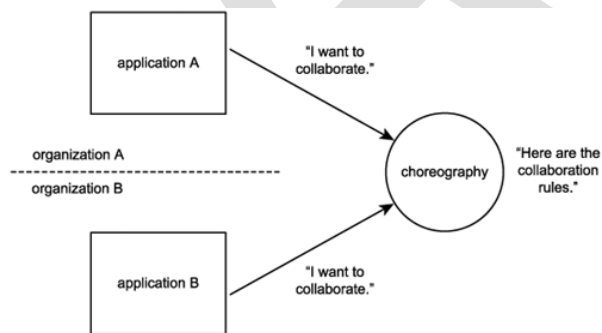 application A
"I want to
collaborate."
organization A
organization B
choreography
"Here are the
collaboration
rules."
application B
"I want to
collaborate."